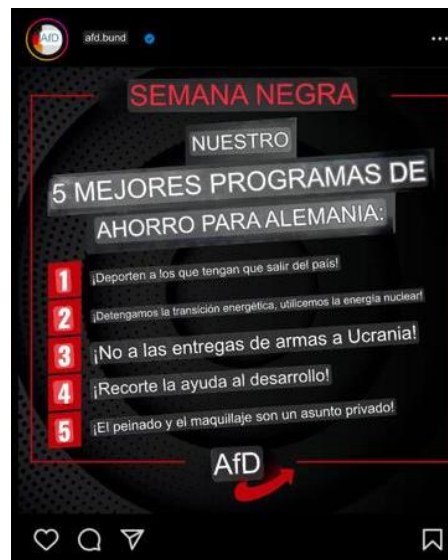 AfD
afd.bund
SEMANA NEGRA
NUESTRO
5 MEJORES PROGRAMAS DE
AHORRO PARA ALEMANIA:
1 ¡Deporten a los que tengan que salir del país!
2 ¡Detengamos la transición energética, utilicemos la energía nuclear!
3 ¡No a las entregas de armas a Ucrania!
4 ¡Recorte la ayuda al desarrollo!
5 ¡El peinado y el maquillaje son un asunto privado!
AfD